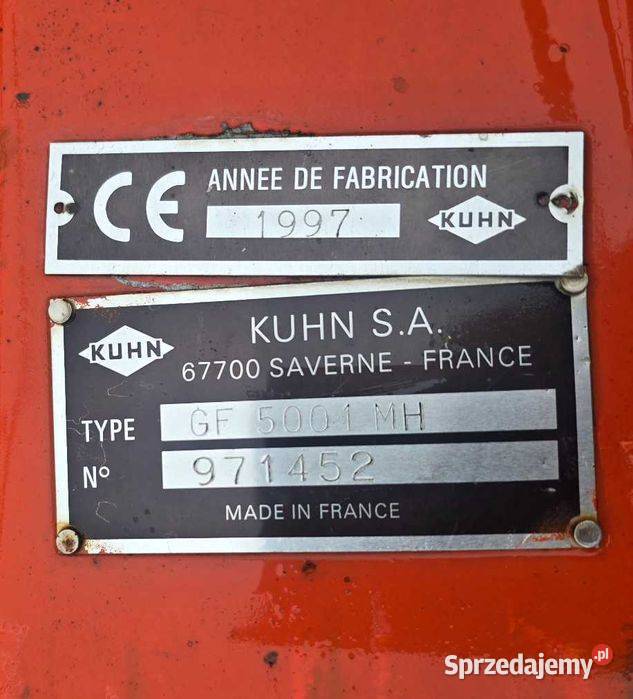 CE ANNEE DE FABRICATION
1997 KUHN
KUHN KUHN S.A.
67700 SAVERNE - FRANCE
TYPE GF 5001 MH
N° 971452
MADE IN FRANCE
Sprzedajemy.pl